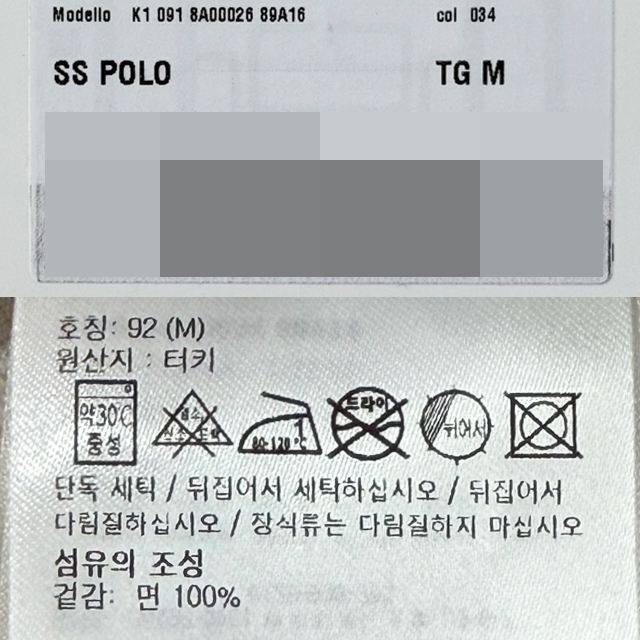 Modello K1 091 8A00026 89A16 col 034
SS POLO TG M
호칭: 92 (M)
원산지 : 터키
약30℃ 중성
드라이
80-120℃
뒤어서
단독 세탁 / 뒤집어서 세탁하십시오 / 뒤집어서
다림질하십시오 / 장식류는 다림질하지 마십시오
섬유의 조성
겉감: 면 100%